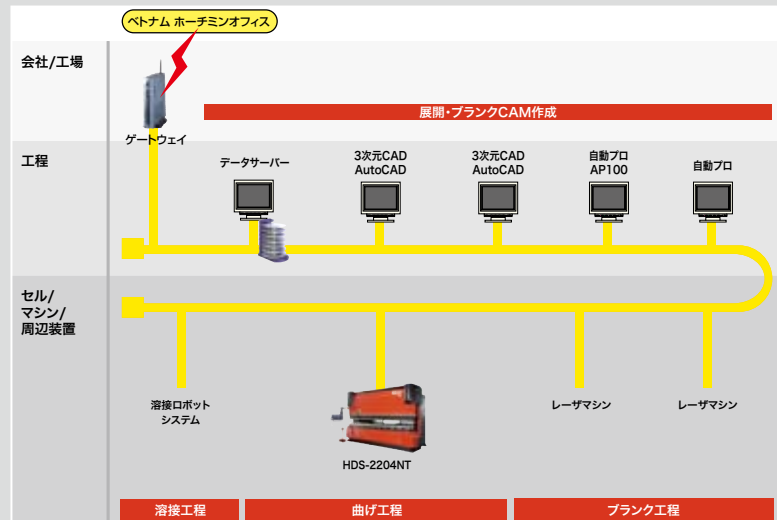 ベトナム ホーチミンオフィス
会社/工場
展開・ブランクCAM作成
ゲートウェイ
工程
データサーバー
3次元CAD
AutoCAD
3次元CAD
AutoCAD
自動プロ
AP100
自動プロ
セル/
マシン/
周辺装置
溶接ロボット
システム
HDS-2204NT
レーザマシン
レーザマシン
溶接工程
曲げ工程
ブランク工程